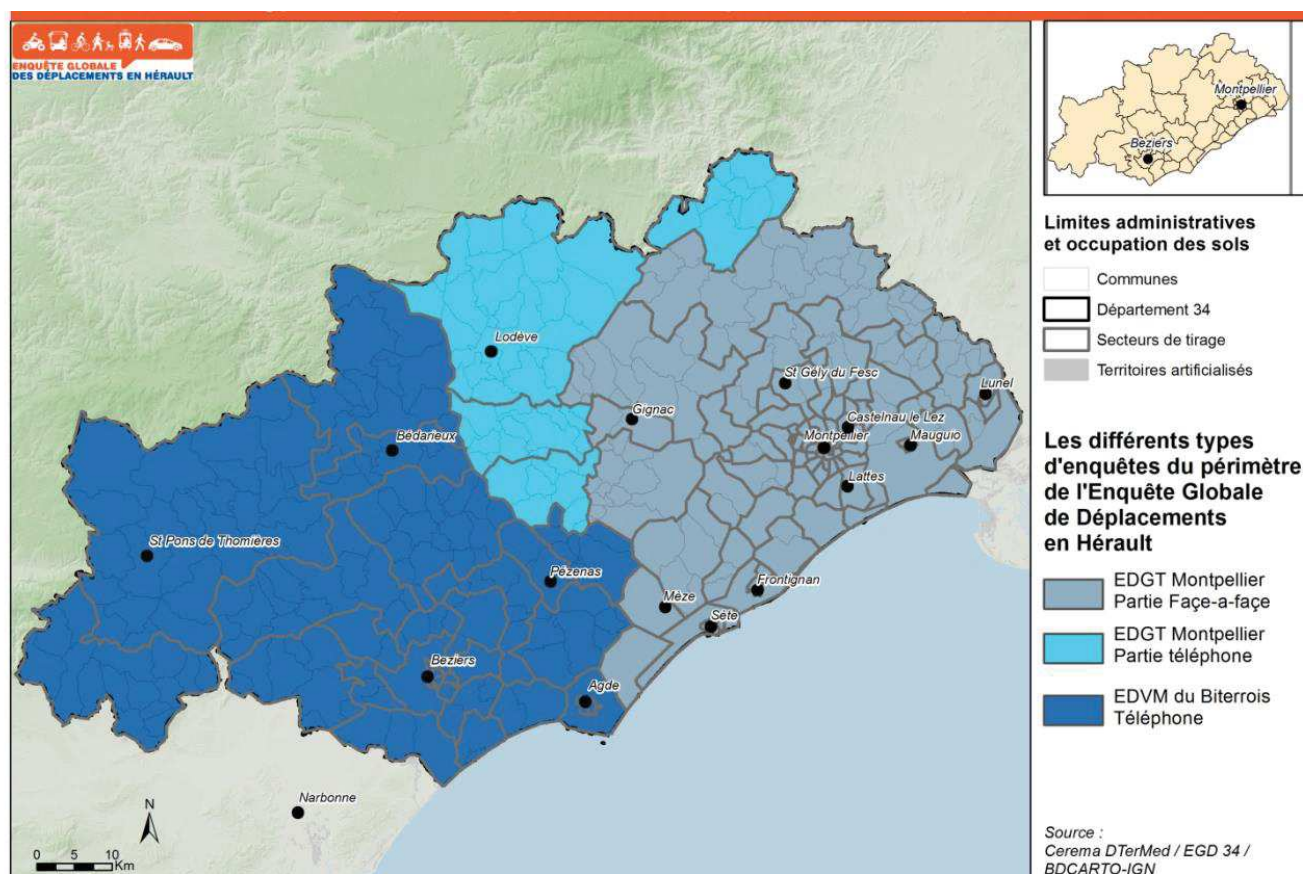 ENQUÊTE GLOBALE
DES DÉPLACEMENTS EN HÉRAULT
Lodève
St Gély du Fesc
Lunel
Gignac
Castelnau le Lez
Montpellier
Mauguio
Bédarieux
Lattes
St Pons de Thomières
Pézenas
Frontignan
Mèze
Séte
Beziers
Agde
Narbonne
N
0 5 10
Km
Montpellier
Beziers
Limites administratives
et occupation des sols
Communes
Département 34
Secteurs de tirage
Territoires artificialisés
Les différents types
d'enquêtes du périmètre
de l'Enquête Globale
de Déplacements
en Hérault
EDGT Montpellier
Partie Façe-a-façe
EDGT Montpellier
Partie téléphone
EDVM du Biterrois
Téléphone
Source :
Cerema DTerMed / EGD 34 /
BDCARTO-IGN